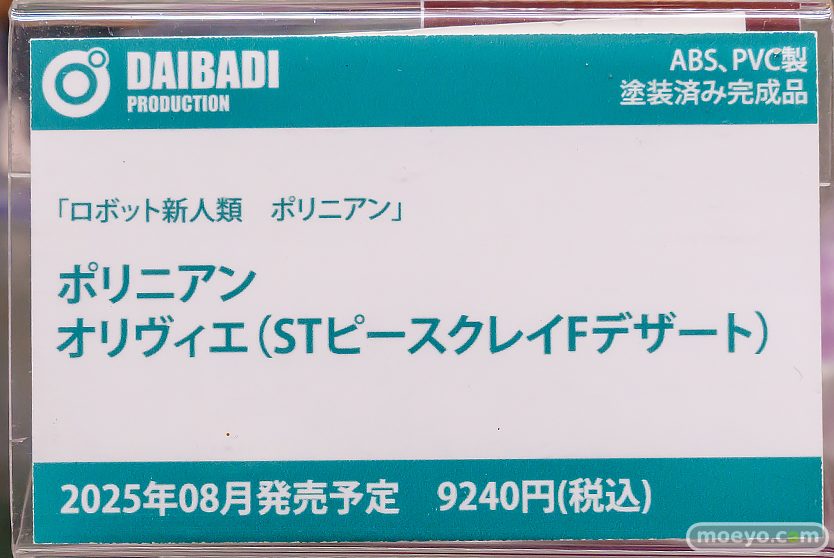 DAIBADI
PRODUCTION
ABS、PVC製
塗装済み完成品
「ロボット新人類　ポリニアン」
ポリニアン
オリヴィエ（STピースクレイFデザート）
2025年08月発売予定　9240円(税込)
moeyo.com